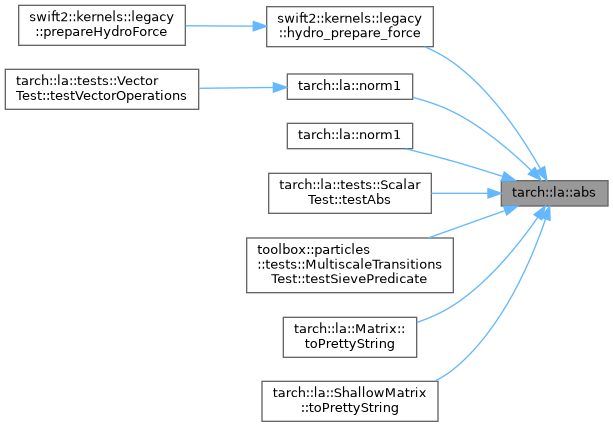 swift2::kernels::legacy
::prepareHydroForce
swift2::kernels::legacy
::hydro_prepare_force
tarch::la::tests::Vector
Test::testVectorOperations
tarch::la::norm1
tarch::la::norm1
tarch::la::tests::Scalar
Test::testAbs
tarch::la::abs
toolbox::particles
::tests::MultiscaleTransitions
Test::testSievePredicate
tarch::la::Matrix::
toPrettyString
tarch::la::ShallowMatrix
::toPrettyString